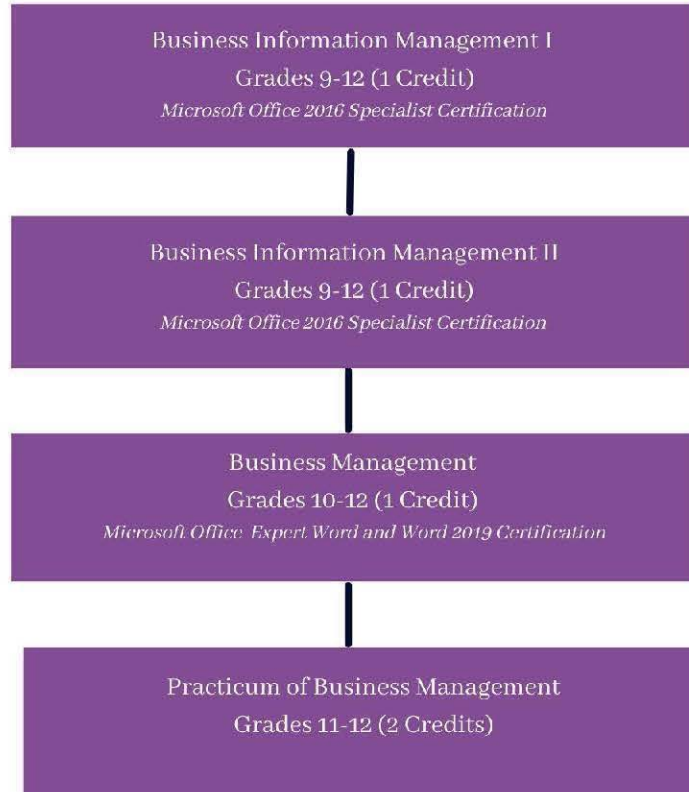 Business Information Management I
Grades 9-12 (1 Credit)
Microsoft Office 2016 Specialist Certification
Business Information Management II
Grades 9-12 (1 Credit)
Microsoft Office 2016 Specialist Certification
Business Management
Grades 10-12 (1 Credit)
Microsoft Office Expert Word and Word 2019 Certification
Practicum of Business Management
Grades 11-12 (2 Credits)